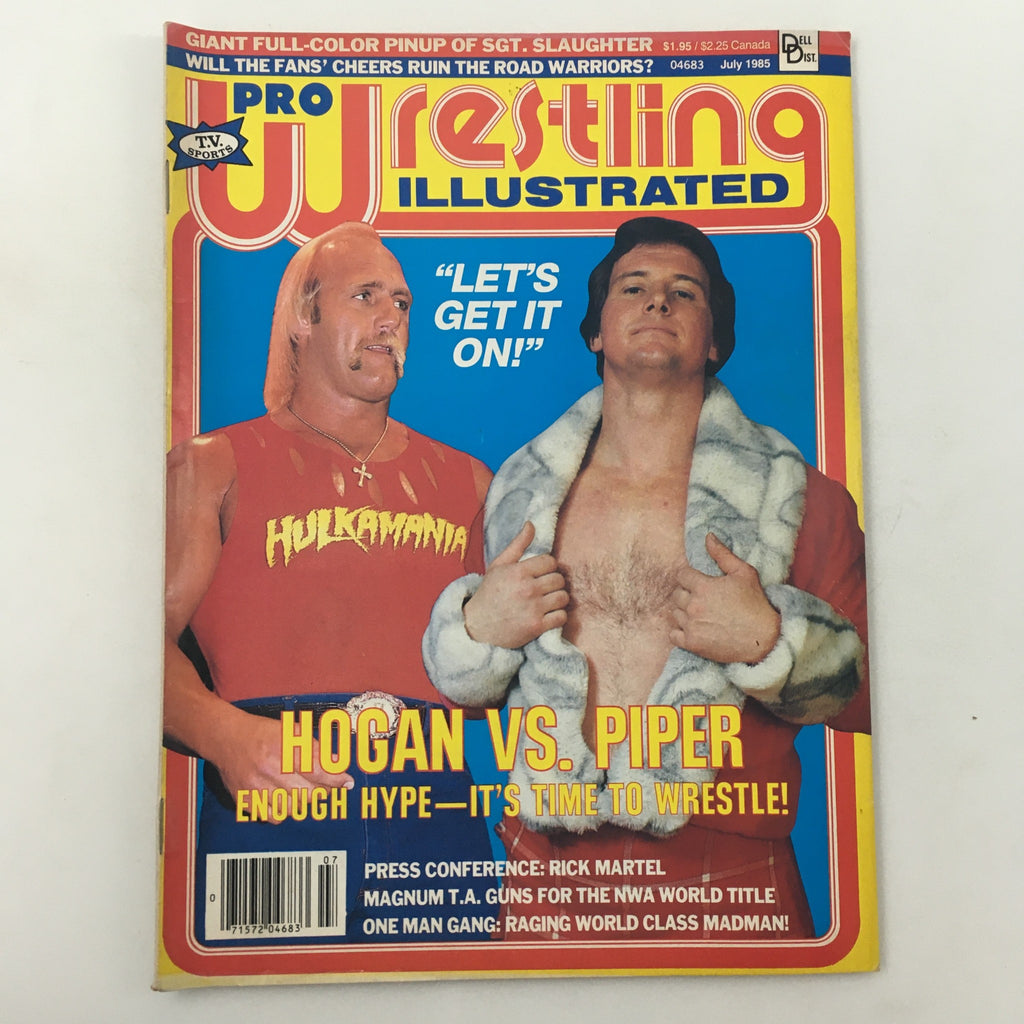 GIANT FULL-COLOR PINUP OF SGT. SLAUGHTER $1.95 / $2.25 Canada
WILL THE FANS' CHEERS RUIN THE ROAD WARRIORS? 04683 July 1985
DELL
DIST.
PRO
Wrestling
T.V.
SPORTS
ILLUSTRATED
"LET'S
GET IT
ON!"
HULKAMANIA
HOGAN VS. PIPER
ENOUGH HYPE—IT'S TIME TO WRESTLE!
PRESS CONFERENCE: RICK MARTEL
MAGNUM T.A. GUNS FOR THE NWA WORLD TITLE
ONE MAN GANG: RAGING WORLD CLASS MADMAN!
07
0
71572 04683